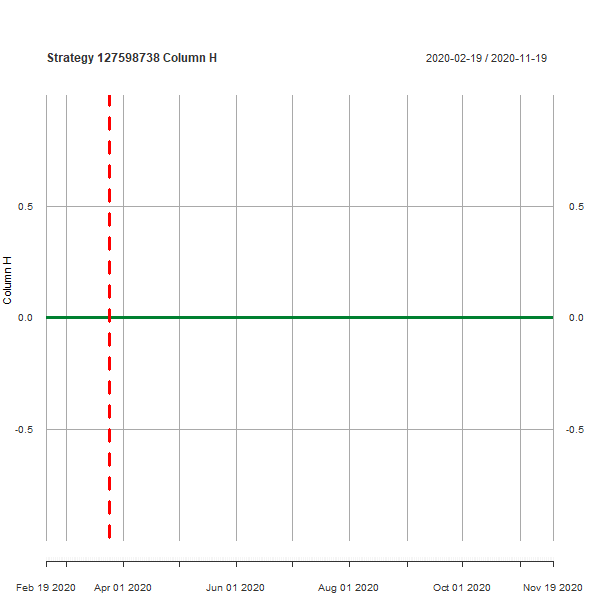 Strategy 127598738 Column H
2020-02-19 / 2020-11-19
0.5
0.5
Column H
0.0
0.0
-0.5
-0.5
Feb 19 2020
Apr 01 2020
Jun 01 2020
Aug 01 2020
Oct 01 2020
Nov 19 2020